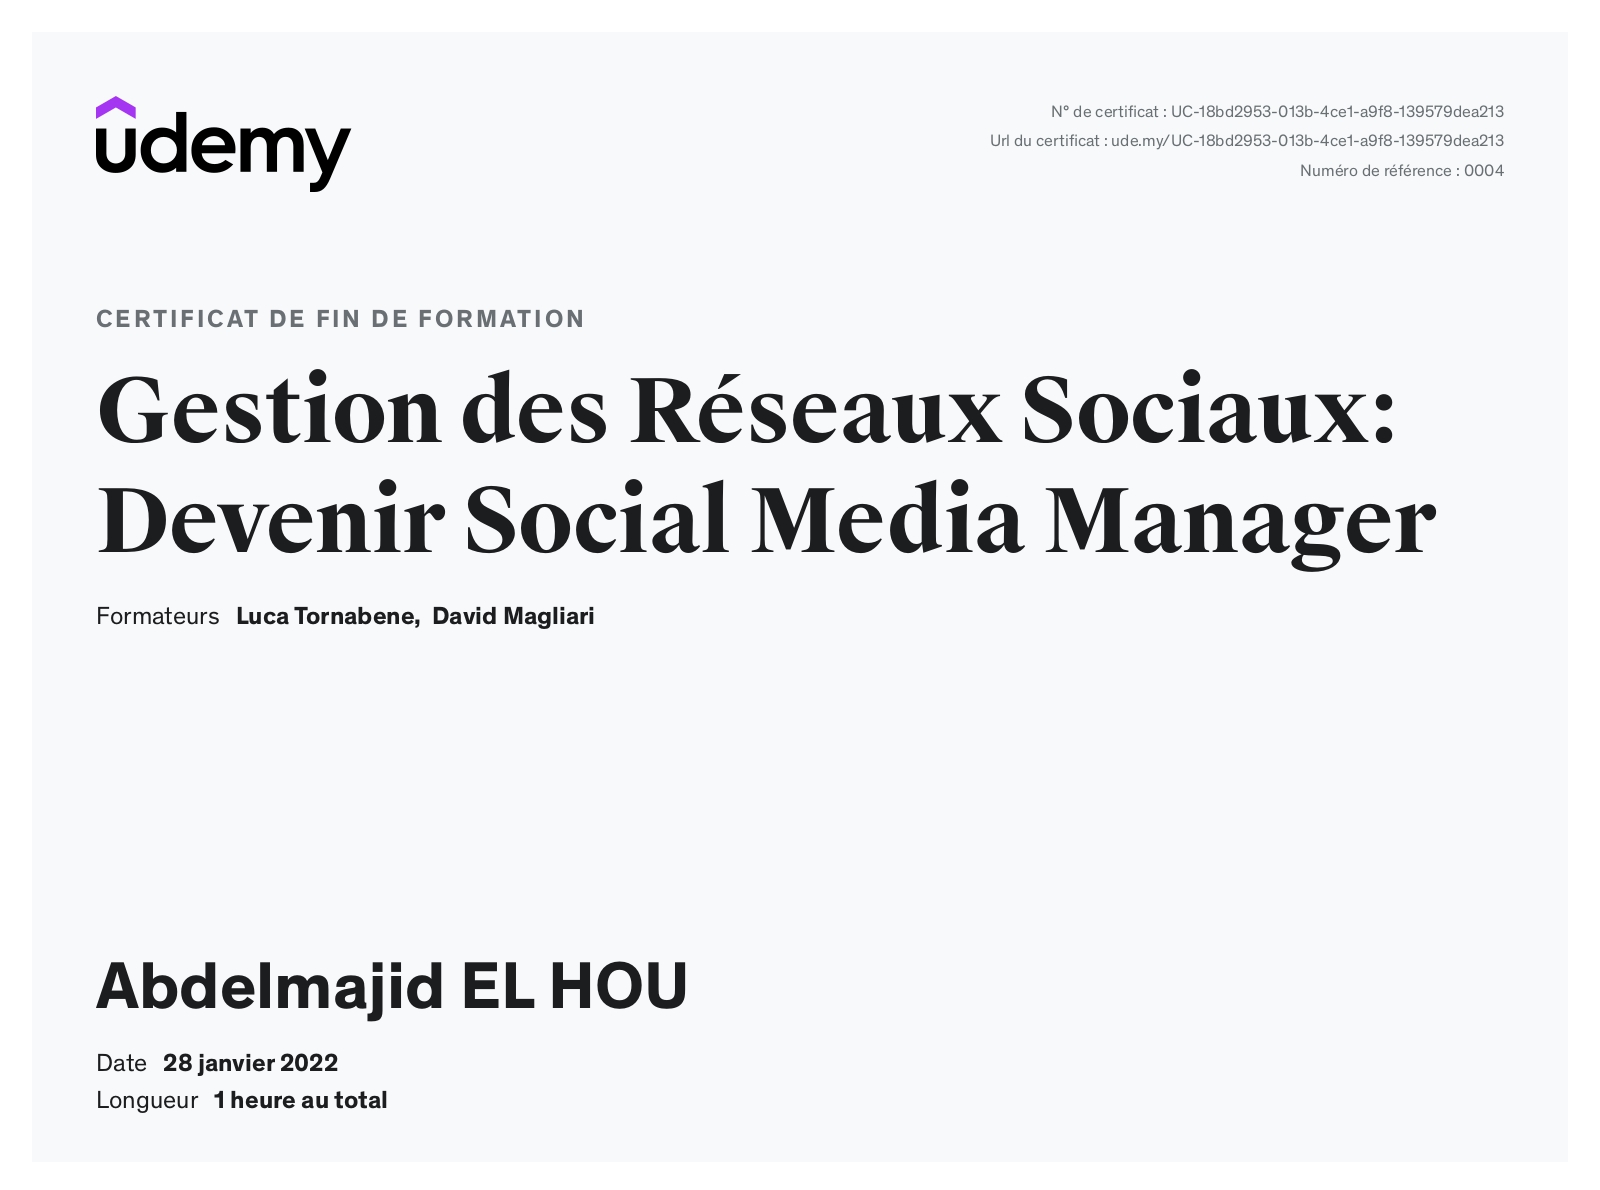 udemy
N° de certificat : UC-18bd2953-013b-4ce1-a9f8-139579dea213
Url du certificat : ude.my/UC-18bd2953-013b-4ce1-a9f8-139579dea213
Numéro de référence : 0004
CERTIFICAT DE FIN DE FORMATION
Gestion des Réseaux Sociaux:
Devenir Social Media Manager
Formateurs Luca Tornabene, David Magliari
Abdelmajid EL HOU
Date 28 janvier 2022
Longueur 1 heure au total